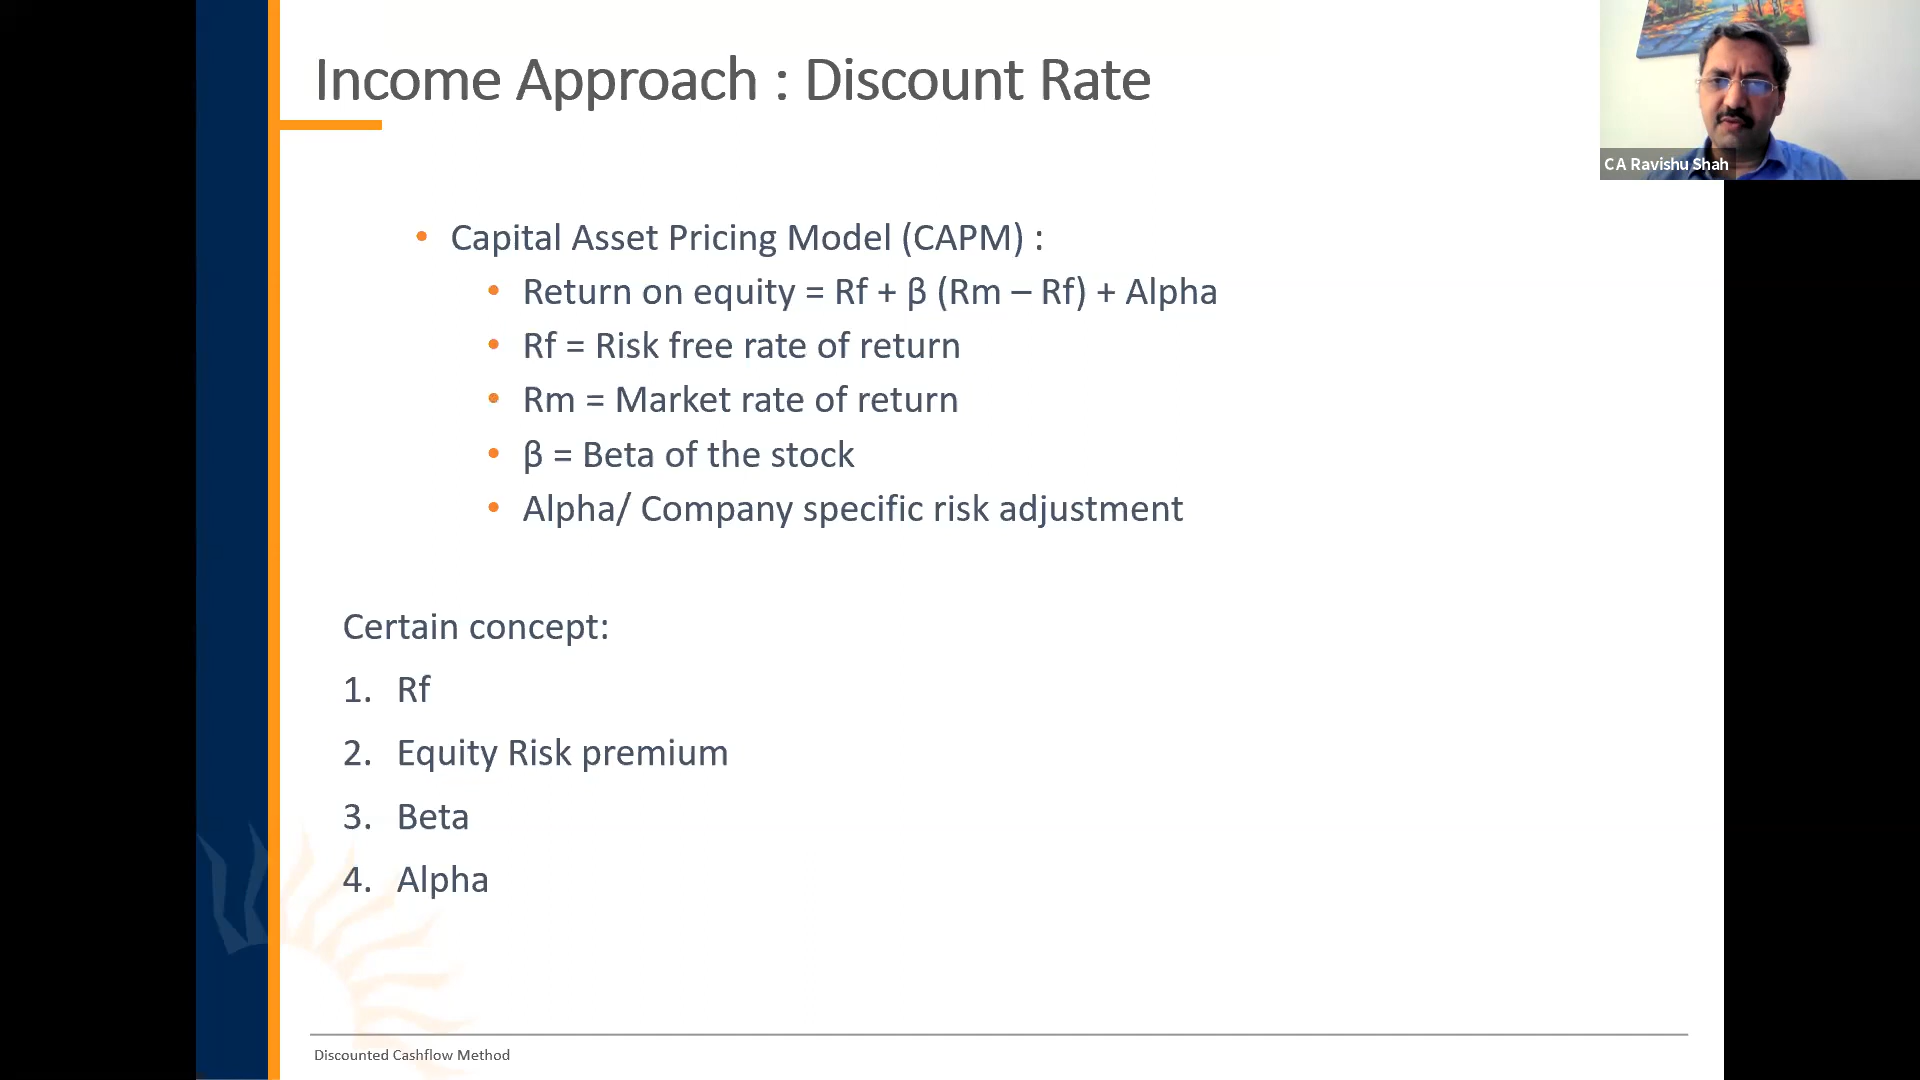 Income Approach : Discount Rate
CA Ravishu Shah
• Capital Asset Pricing Model (CAPM) :
• Return on equity = Rf + β (Rm – Rf) + Alpha
• Rf = Risk free rate of return
• Rm = Market rate of return
• β = Beta of the stock
• Alpha/ Company specific risk adjustment
Certain concept:
1. Rf
2. Equity Risk premium
3. Beta
4. Alpha
Discounted Cashflow Method